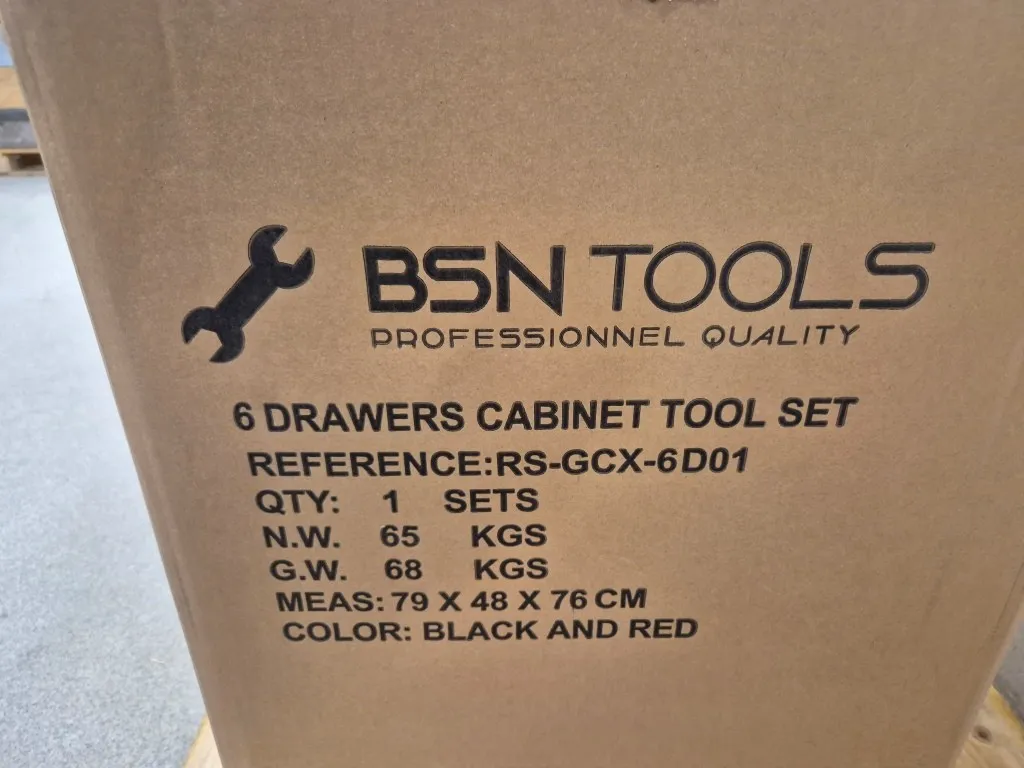 BSN TOOLS
PROFESSIONNEL QUALITY
6 DRAWERS CABINET TOOL SET
REFERENCE:RS-GCX-6D01
QTY: 1 SETS
N.W. 65 KGS
G.W. 68 KGS
MEAS: 79 X 48 X 76 CM
COLOR: BLACK AND RED